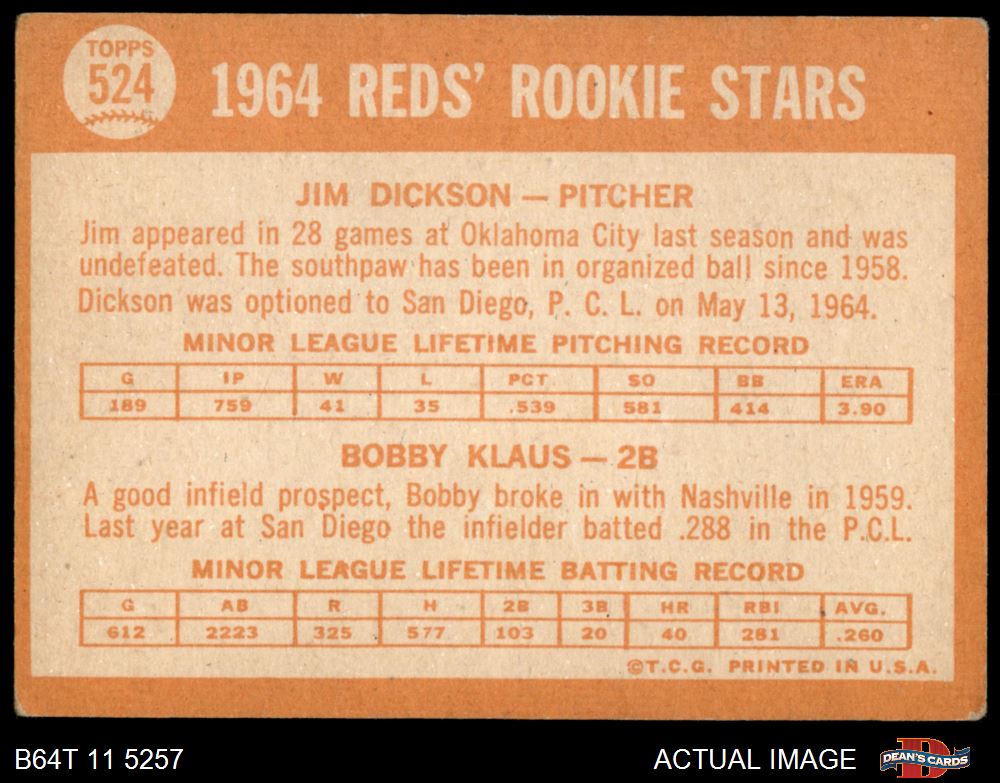 TOPPS
524
1964 REDS' ROOKIE STARS
JIM DICKSON — PITCHER
Jim appeared in 28 games at Oklahoma City last season and was
undefeated. The southpaw has been in organized ball since 1958.
Dickson was optioned to San Diego, P. C. L. on May 13, 1964.
MINOR LEAGUE LIFETIME PITCHING RECORD
G IP W L PCT SO BB ERA
189 759 41 35 .539 581 414 3.90
BOBBY KLAUS — 2B
A good infield prospect, Bobby broke in with Nashville in 1959.
Last year at San Diego the infielder batted .288 in the P.C.L.
MINOR LEAGUE LIFETIME BATTING RECORD
G AB R H 2B 3B HR RBI AVG.
612 2223 325 577 103 20 40 281 .260
©T.C.G. PRINTED IN U.S.A.
B64T 11 5257
ACTUAL IMAGE
D
DEAN'S CARDS